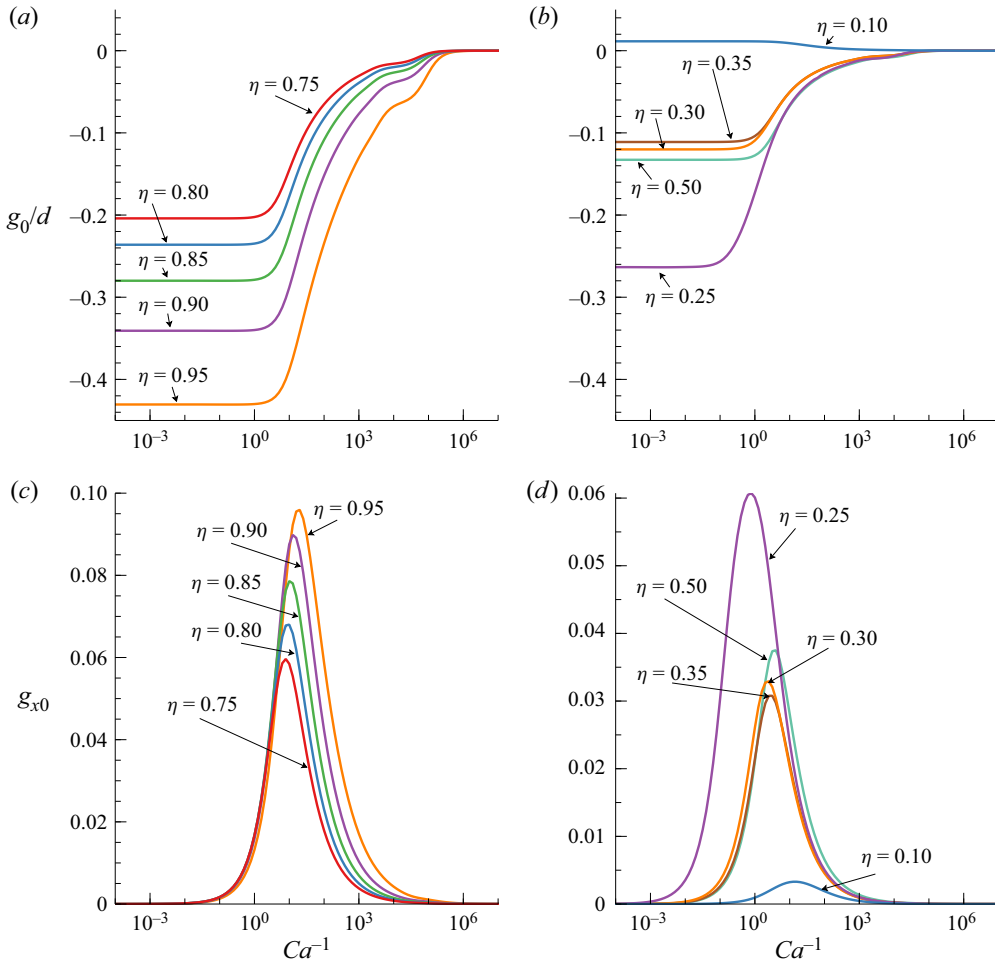 (a)
(b)
0
−0.1
−0.2
−0.3
−0.4
g0/d
η = 0.75
η = 0.80
η = 0.85
η = 0.90
η = 0.95
10−3
100
103
106
0
−0.1
−0.2
−0.3
−0.4
η = 0.10
η = 0.35
η = 0.30
η = 0.50
η = 0.25
10−3
100
103
106
(c)
(d)
0.10
0.08
0.06
0.04
0.02
0
gx0
η = 0.95
η = 0.90
η = 0.85
η = 0.80
η = 0.75
10−3
100
103
106
Ca−1
0.06
0.05
0.04
0.03
0.02
0.01
0
η = 0.25
η = 0.50
η = 0.30
η = 0.35
η = 0.10
10−3
100
103
106
Ca−1